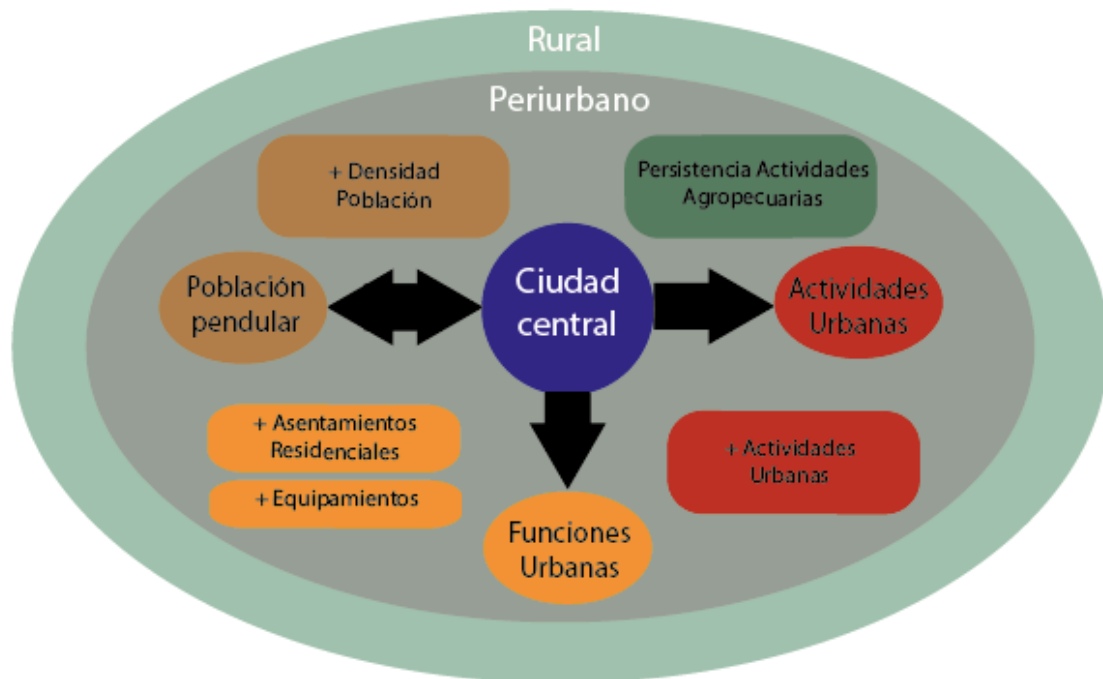 Rural
Periurbano
+ Densidad
Población
Persistencia Actividades
Agropecuarias
Población
pendular
Ciudad
central
Actividades
Urbanas
+ Asentamientos
Residenciales
+ Equipamientos
+ Actividades
Urbanas
Funciones
Urbanas